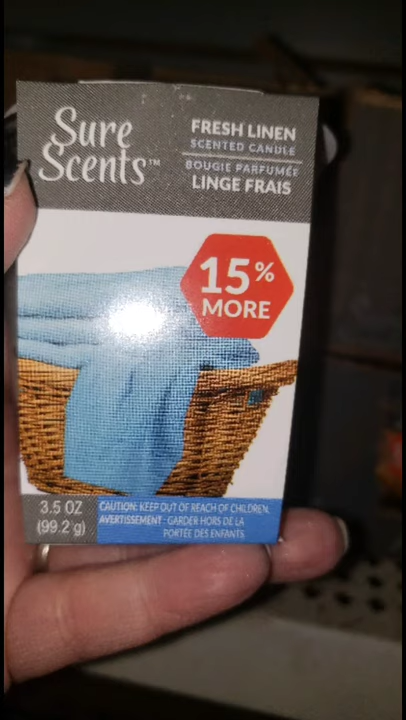 Sure
Scents™
FRESH LINEN
SCENTED CANDLE
BOUGIE PARFUMÉE
LINGE FRAIS
15%
MORE
3.5 OZ
(99.2 g)
CAUTION: KEEP OUT OF REACH OF CHILDREN.
AVERTISSEMENT : GARDER HORS DE LA
PORTÉE DES ENFANTS